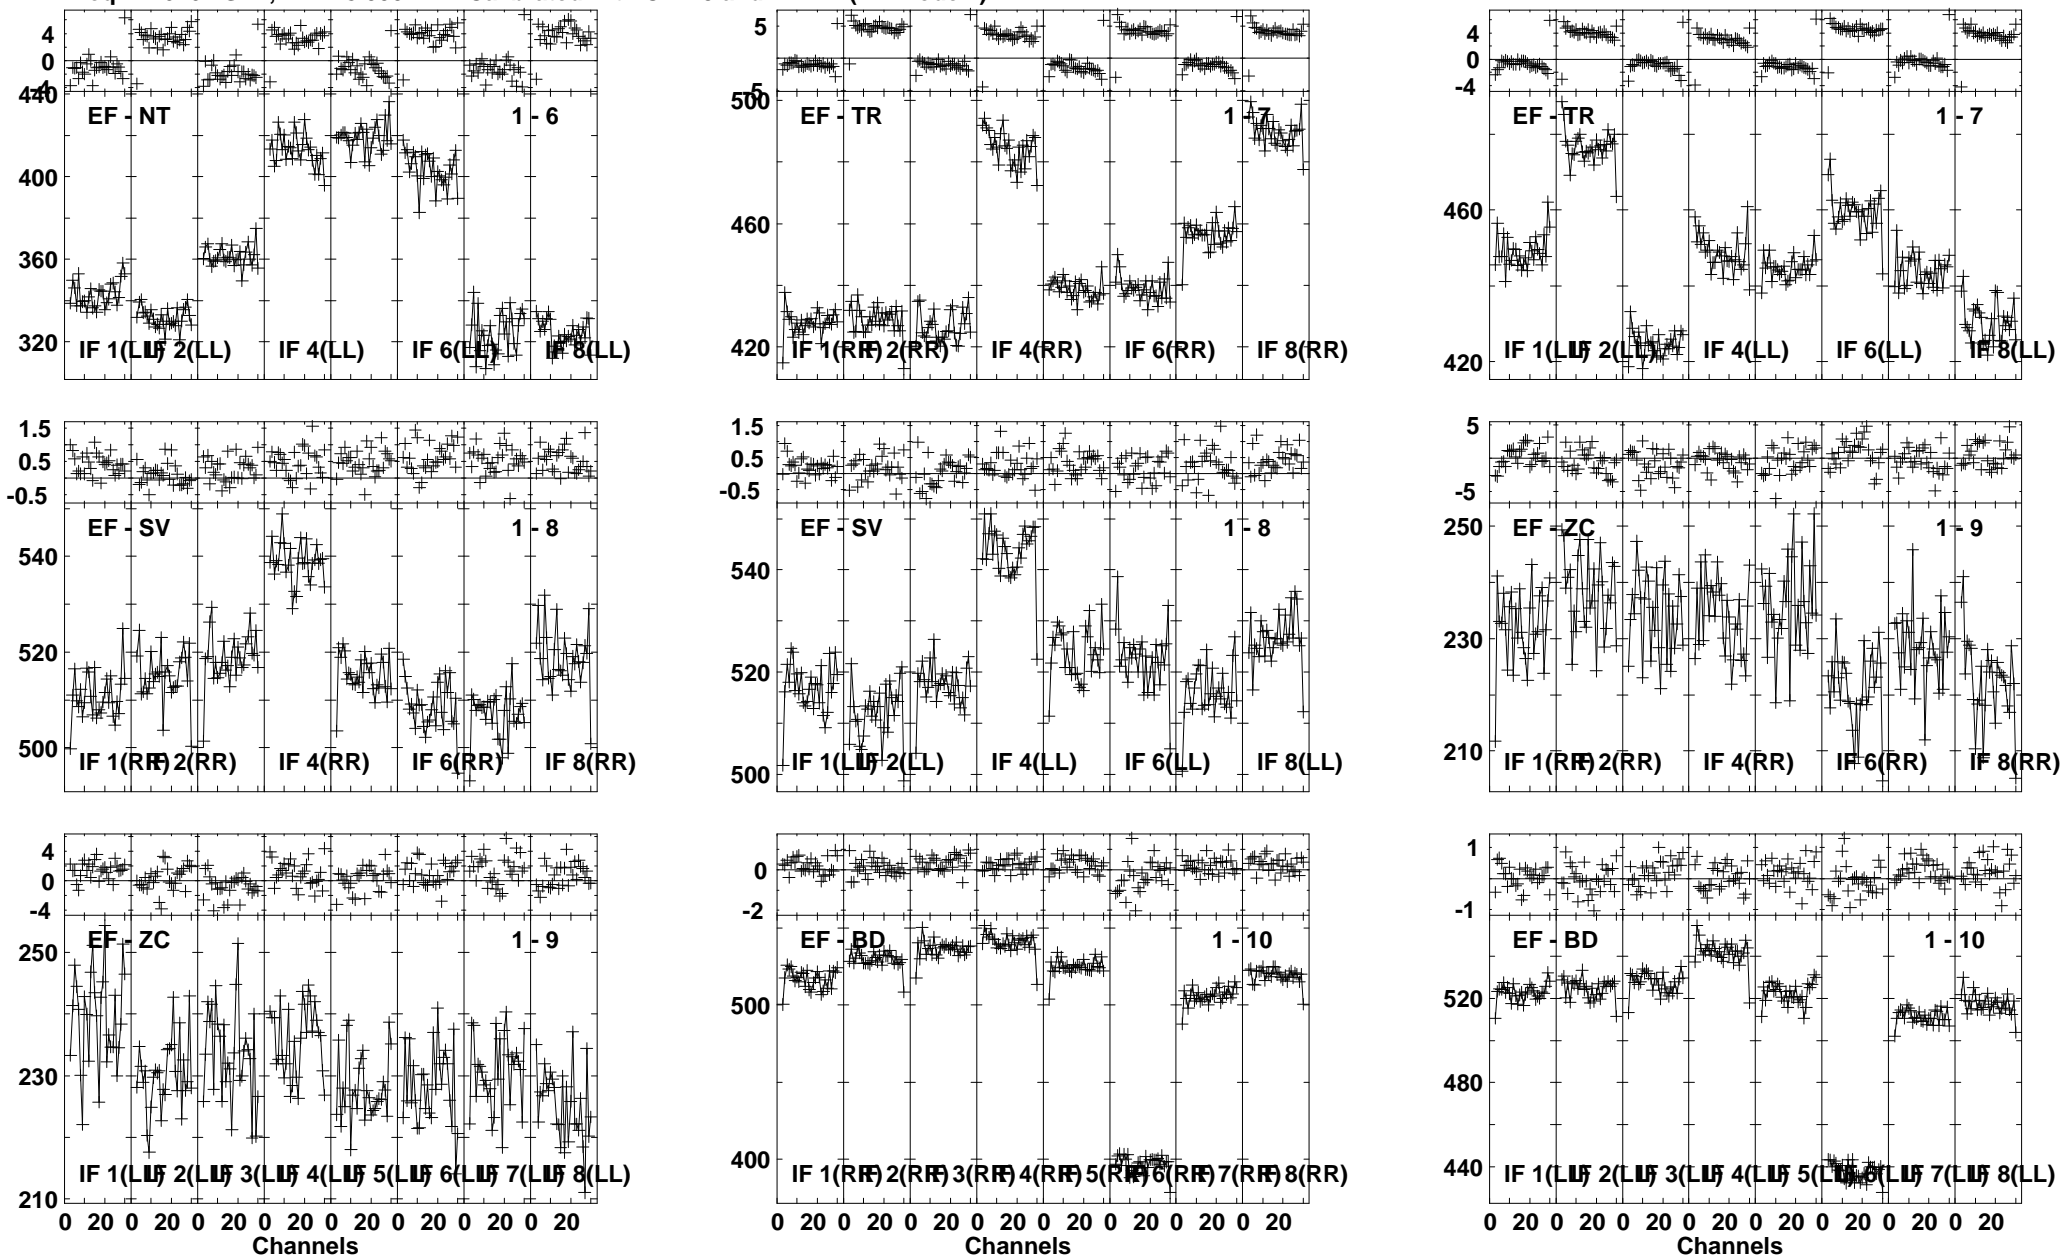 4
0
-4
440
400
360
320
EF - NT
1 - 6
IF 1(LL)
IF 2(LL)
IF 4(LL)
IF 6(LL)
IF 8(LL)
5
-5
500
460
420
EF - TR
1 - 7
IF 1(RR)
IF 2(RR)
IF 4(RR)
IF 6(RR)
IF 8(RR)
4
0
-4
460
420
EF - TR
1 - 7
IF 1(LL)
IF 2(LL)
IF 4(LL)
IF 6(LL)
IF 8(LL)
1.5
0.5
-0.5
540
520
500
EF - SV
1 - 8
IF 1(RR)
IF 2(RR)
IF 4(RR)
IF 6(RR)
IF 8(RR)
1.5
0.5
-0.5
540
520
500
EF - SV
1 - 8
IF 1(LL)
IF 2(LL)
IF 4(LL)
IF 6(LL)
IF 8(LL)
5
-5
250
230
210
EF - ZC
1 - 9
IF 1(RR)
IF 2(RR)
IF 4(RR)
IF 6(RR)
IF 8(RR)
4
0
-4
250
230
210
EF - ZC
1 - 9
IF 1(LL)
IF 2(LL)
IF 3(LL)
IF 4(LL)
IF 5(LL)
IF 6(LL)
IF 7(LL)
IF 8(LL)
0 20 0 20 0 20 0 20 0 20 0 20 0 20 0 20
Channels
0
-2
500
400
EF - BD
1 - 10
IF 1(RR)
IF 2(RR)
IF 3(RR)
IF 4(RR)
IF 5(RR)
IF 6(RR)
IF 7(RR)
IF 8(RR)
0 20 0 20 0 20 0 20 0 20 0 20 0 20 0 20
Channels
1
-1
520
480
440
EF - BD
1 - 10
IF 1(LL)
IF 2(LL)
IF 3(LL)
IF 4(LL)
IF 5(LL)
IF 6(LL)
IF 7(LL)
IF 8(LL)
0 20 0 20 0 20 0 20 0 20 0 20 0 20 0 20
Channels